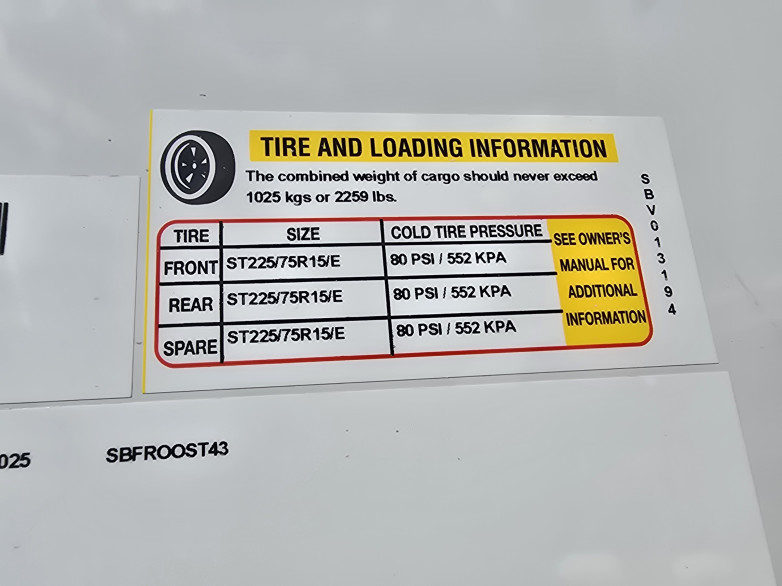 TIRE AND LOADING INFORMATION
The combined weight of cargo should never exceed
1025 kgs or 2259 lbs.
TIRE SIZE COLD TIRE PRESSURE
FRONT ST225/75R15/E 80 PSI / 552 KPA
REAR ST225/75R15/E 80 PSI / 552 KPA
SPARE ST225/75R15/E 80 PSI / 552 KPA
SEE OWNER'S
MANUAL FOR
ADDITIONAL
INFORMATION
SBV013194
025 SBFROOST43